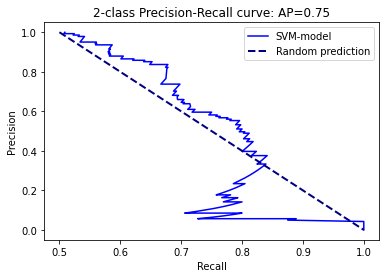 2-class Precision-Recall curve: AP=0.75
SVM-model
Random prediction
Precision
1.0
0.8
0.6
0.4
0.2
0.0
0.5
0.6
0.7
0.8
0.9
1.0
Recall